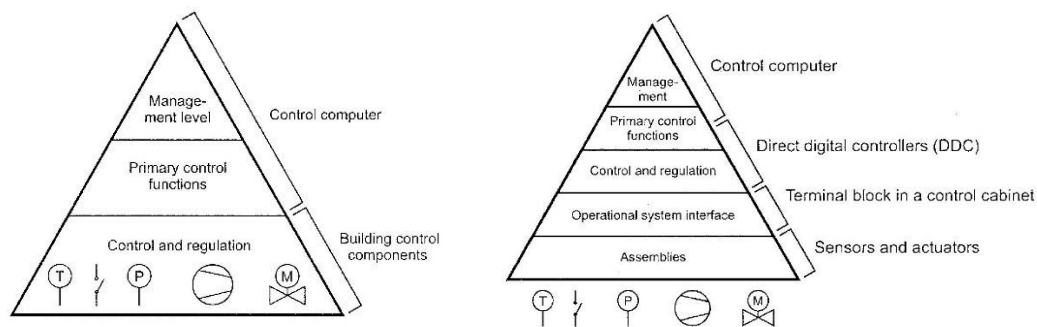 Manage-
ment level
Primary control
functions
Control and regulation
T
P
M
Control computer
Building control
components
Manage-
ment
Primary control
functions
Control and regulation
Operational system interface
Assemblies
T
P
M
Control computer
Direct digital controllers (DDC)
Terminal block in a control cabinet
Sensors and actuators